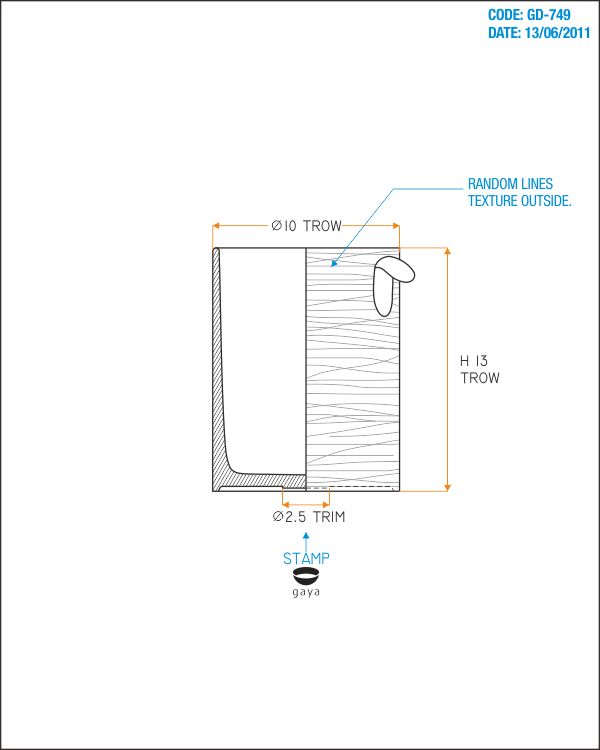 CODE: GD-749
DATE: 13/06/2011
RANDOM LINES
TEXTURE OUTSIDE.
Ø10 TROW
H 13
TROW
Ø2.5 TRIM
STAMP
gaya